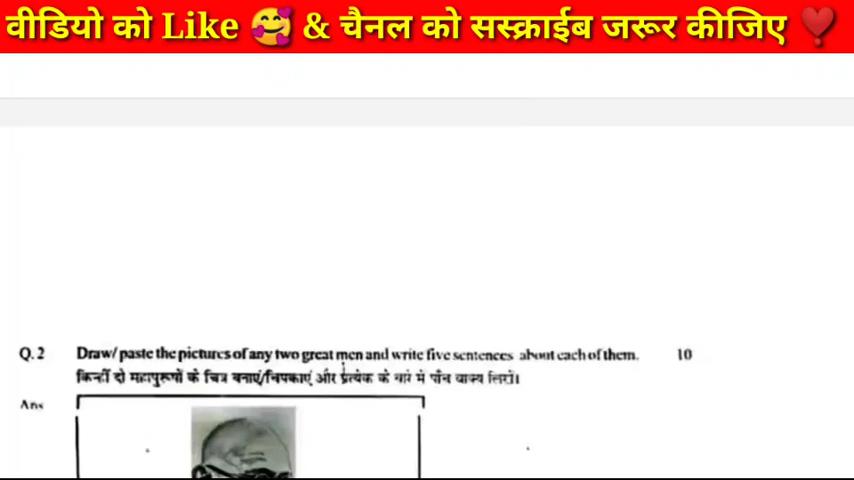 वीडियो को Like 🥰 & चैनल को सस्क्राईब जरूर कीजिए ❣️
Q. 2 Draw/ paste the pictures of any two great men and write five sentences about each of them. 10
किन्हीं दो महापुरूषों के चित्र बनाएं/चिपकाएं और प्रत्येक के बारे में पाँच वाक्य लिखें।
Ans